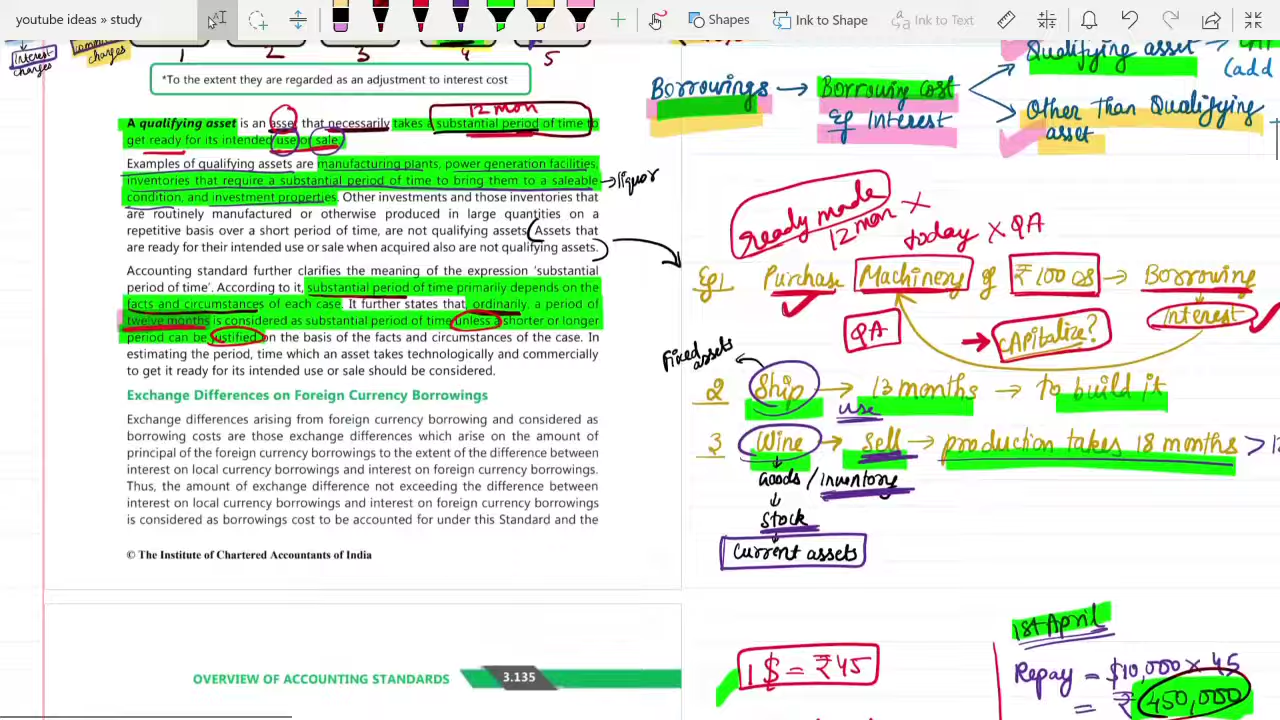 youtube ideas » study
Shapes
Ink to Shape
Ink to Text
Interest
charges
charges
1 2 3 4 5
*To the extent they are regarded as an adjustment to interest cost
12 mon
A qualifying asset is an asset that necessarily takes a substantial period of time to
get ready for its intended use or sale.
Examples of qualifying assets are manufacturing plants, power generation facilities,
inventories that require a substantial period of time to bring them to a saleable
→liquor
condition, and investment properties. Other investments and those inventories that
are routinely manufactured or otherwise produced in large quantities on a
repetitive basis over a short period of time, are not qualifying assets. Assets that
are ready for their intended use or sale when acquired also are not qualifying assets.
Accounting standard further clarifies the meaning of the expression 'substantial
period of time'. According to it, substantial period of time primarily depends on the
facts and circumstances of each case. It further states that, ordinarily, a period of
twelve months is considered as substantial period of time unless a shorter or longer
period can be justified on the basis of the facts and circumstances of the case. In
estimating the period, time which an asset takes technologically and commercially
to get it ready for its intended use or sale should be considered.
Exchange Differences on Foreign Currency Borrowings
Exchange differences arising from foreign currency borrowing and considered as
borrowing costs are those exchange differences which arise on the amount of
principal of the foreign currency borrowings to the extent of the difference between
interest on local currency borrowings and interest on foreign currency borrowings.
Thus, the amount of exchange difference not exceeding the difference between
interest on local currency borrowings and interest on foreign currency borrowings
is considered as borrowings cost to be accounted for under this Standard and the
© The Institute of Chartered Accountants of India
OVERVIEW OF ACCOUNTING STANDARDS 3.135
Qualifying asset →
(add
Borrowings → Borrowing cost
Eg Interest
Other than Qualifying
asset
ready made
12 mon ×
today × QA
Eg1 Purchase Machinery of ₹100 cs → Borrowing
Interest
QA
→ cApitalize?
Fixed assets
2 Ship → 13 months → to build it
use
3 Wine → Sell → production takes 18 months >
Goods / inventory
Stock
Current assets
1 $ = ₹45
1st April
Repay = $10,000 × 45
= ₹ 450,000